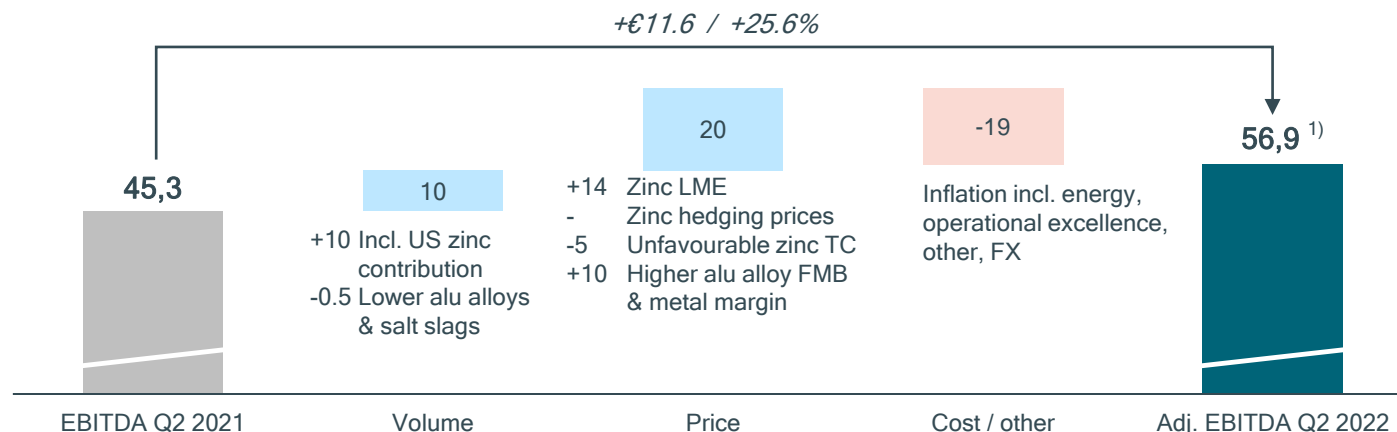 +€11.6 / +25.6%
45,3
10
+10 Incl. US zinc
contribution
-0.5 Lower alu alloys
& salt slags
20
+14 Zinc LME
- Zinc hedging prices
-5 Unfavourable zinc TC
+10 Higher alu alloy FMB
& metal margin
-19
Inflation incl. energy,
operational excellence,
other, FX
56,9 1)
EBITDA Q2 2021
Volume
Price
Cost / other
Adj. EBITDA Q2 2022